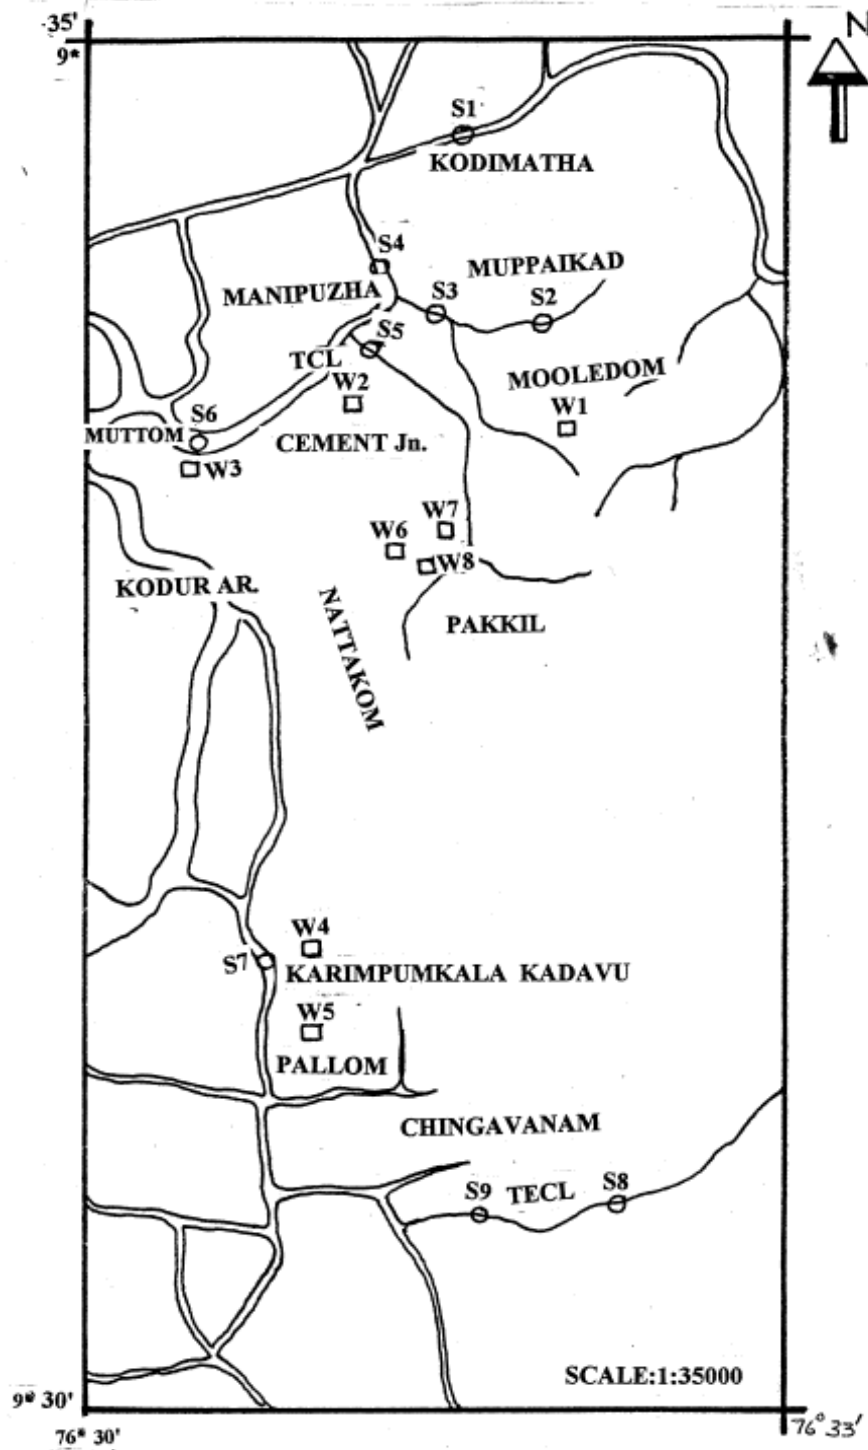 N
35'
9°
S1
KODIMATHA
S4
MUPPAIKAD
MANIPUZHA
S3
S2
S5
TCL
MOOLEDOM
W2
W1
S6
MUTTOM
CEMENT Jn.
W3
W7
W6
W8
KODUR AR.
NATTAKOM
PAKKIL
W4
S7
KARIMPUMKALA KADAVU
W5
PALLOM
CHINGAVANAM
S9
TECL
S8
SCALE:1:35000
9° 30'
76° 30'
76° 33'